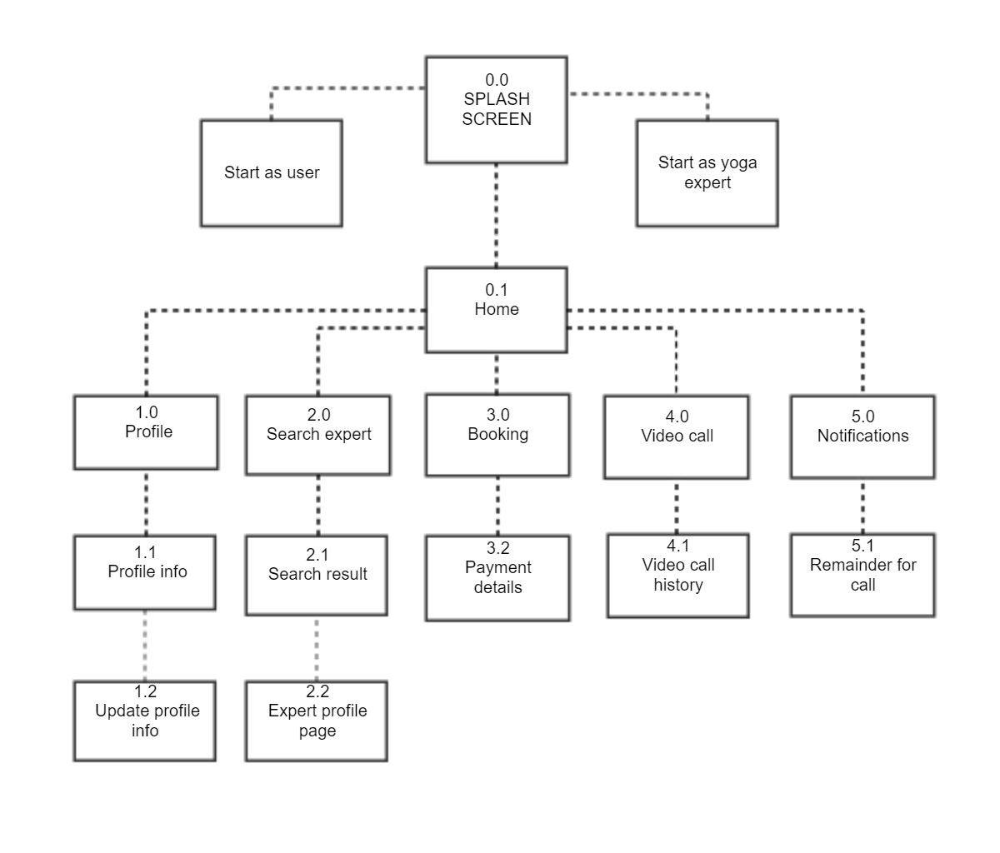 0.0
SPLASH
SCREEN
Start as user
Start as yoga
expert
0.1
Home
1.0
Profile
2.0
Search expert
3.0
Booking
4.0
Video call
5.0
Notifications
1.1
Profile info
2.1
Search result
3.2
Payment
details
4.1
Video call
history
5.1
Remainder for
call
1.2
Update profile
info
2.2
Expert profile
page